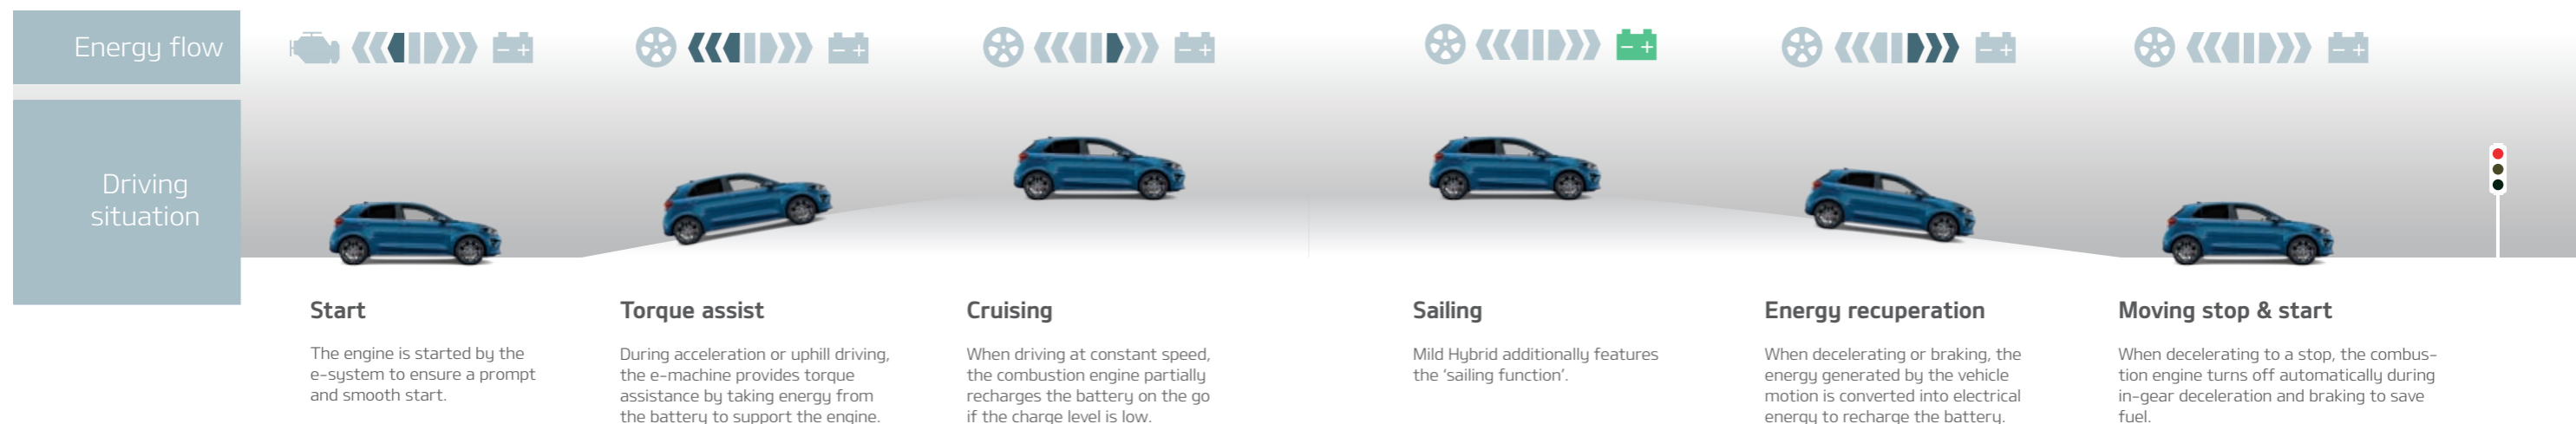 Energy flow
Driving
situation
Start
The engine is started by the
e-system to ensure a prompt
and smooth start.
Torque assist
During acceleration or uphill driving,
the e-machine provides torque
assistance by taking energy from
the battery to support the engine.
Cruising
When driving at constant speed,
the combustion engine partially
recharges the battery on the go
if the charge level is low.
Sailing
Mild Hybrid additionally features
the ‘sailing function’.
Energy recuperation
When decelerating or braking, the
energy generated by the vehicle
motion is converted into electrical
energy to recharge the battery.
Moving stop & start
When decelerating to a stop, the combus-
tion engine turns off automatically during
in-gear deceleration and braking to save
fuel.